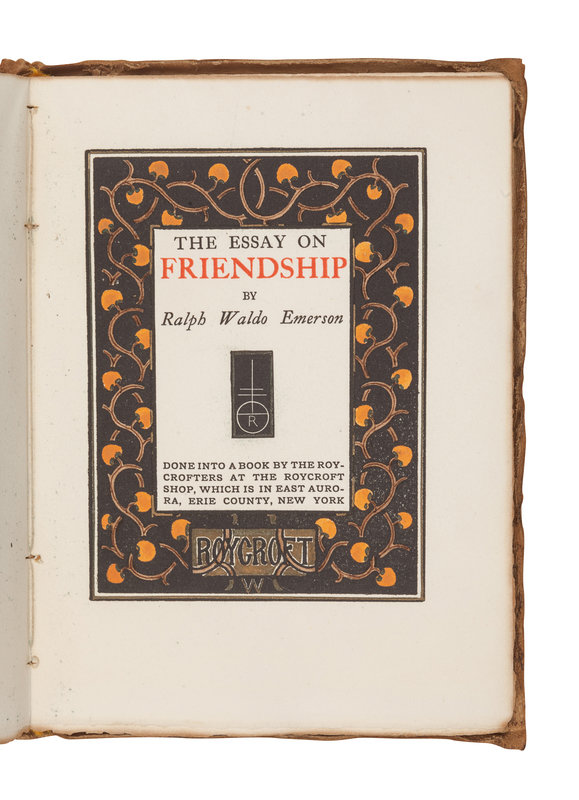 THE ESSAY ON
FRIENDSHIP
BY
Ralph Waldo Emerson
R
DONE INTO A BOOK BY THE ROY-
CROFTERS AT THE ROYCROFT
SHOP, WHICH IS IN EAST AURO-
RA, ERIE COUNTY, NEW YORK
ROYCROFT
W